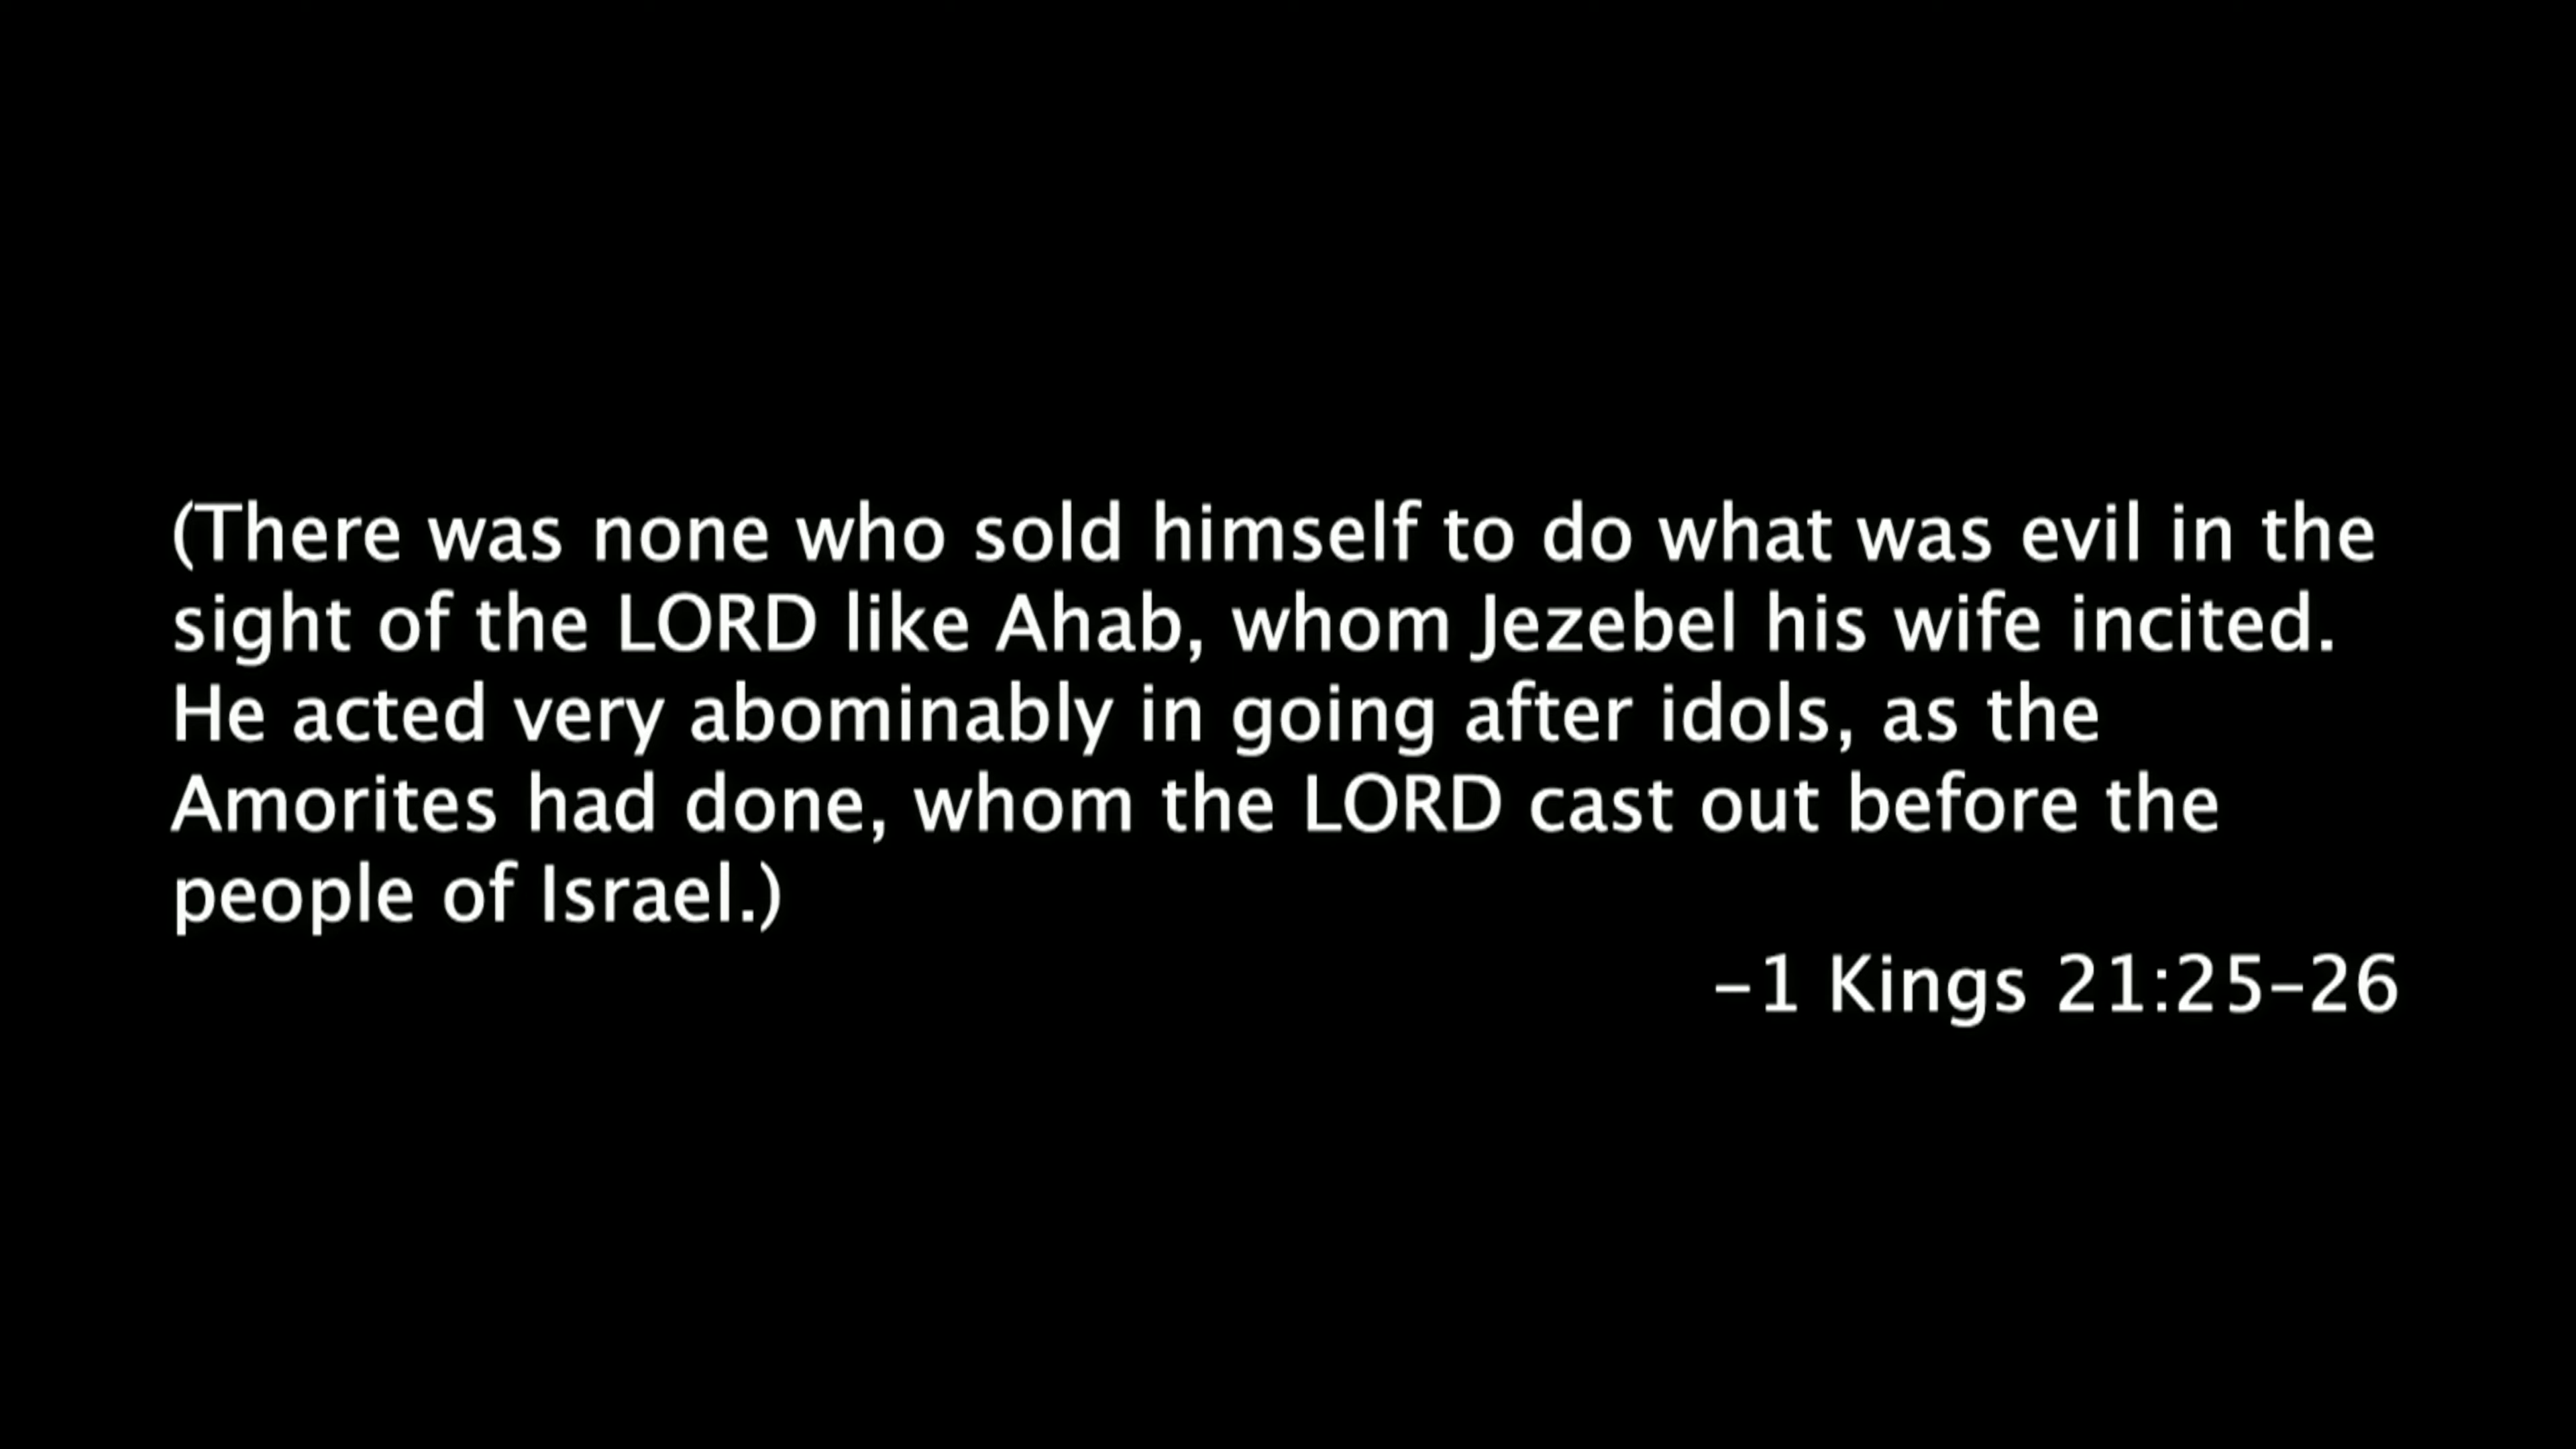 (There was none who sold himself to do what was evil in the
sight of the LORD like Ahab, whom Jezebel his wife incited.
He acted very abominably in going after idols, as the
Amorites had done, whom the LORD cast out before the
people of Israel.)
–1 Kings 21:25–26